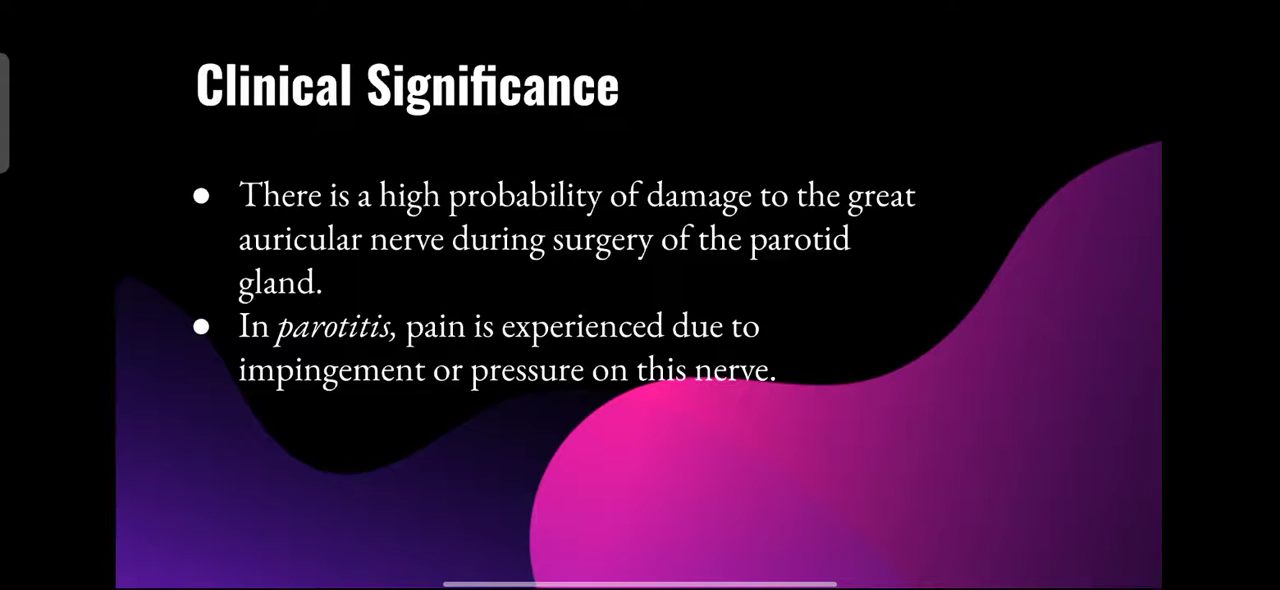 Clinical Significance
● There is a high probability of damage to the great
auricular nerve during surgery of the parotid
gland.
● In parotitis, pain is experienced due to
impingement or pressure on this nerve.